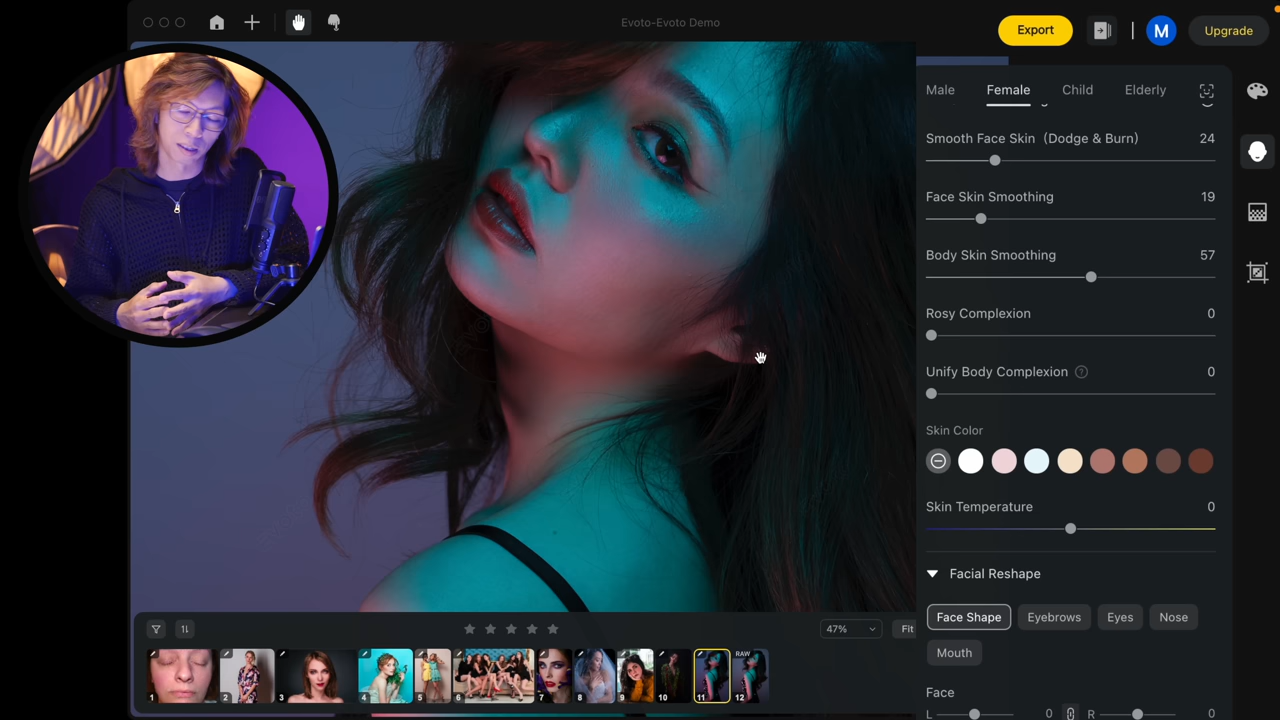 Evoto-Evoto Demo
Export
M
Upgrade
Male
Female
Child
Elderly
Smooth Face Skin (Dodge & Burn)
24
Face Skin Smoothing
19
Body Skin Smoothing
57
Rosy Complexion
0
Unify Body Complexion ?
0
Skin Color
Skin Temperature
0
Facial Reshape
Face Shape
Eyebrows
Eyes
Nose
Mouth
Face
L
0
R
0
47%
Fit
RAW
1
2
3
4
5
6
7
8
9
10
11
12